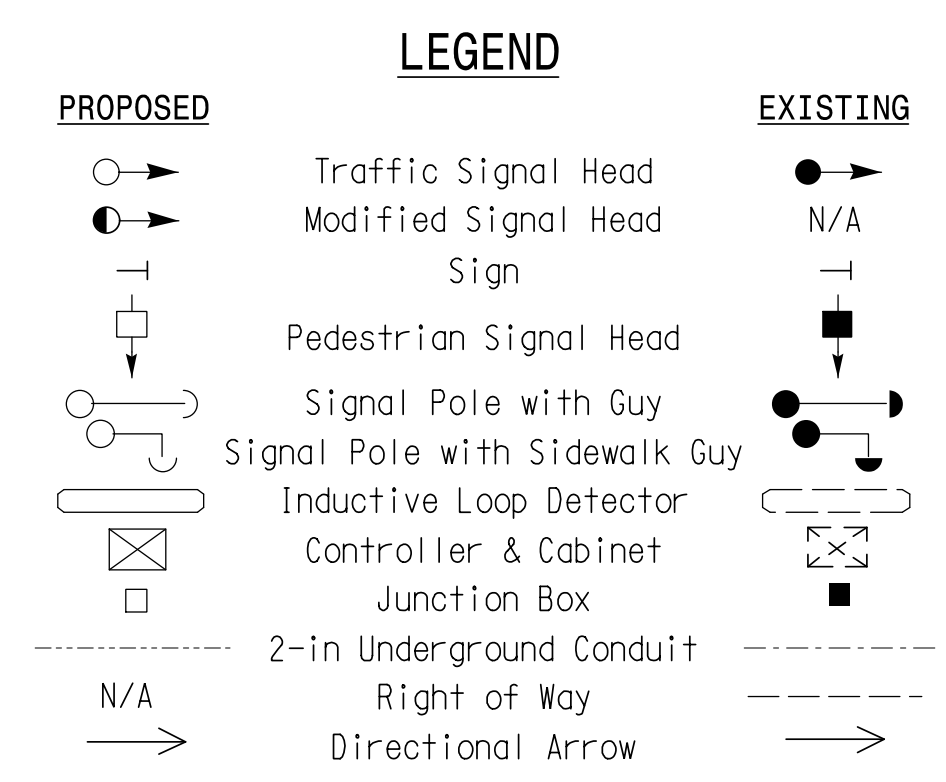 LEGEND
PROPOSED EXISTING
Traffic Signal Head
Modified Signal Head N/A
Sign
Pedestrian Signal Head
Signal Pole with Guy
Signal Pole with Sidewalk Guy
Inductive Loop Detector
Controller & Cabinet
Junction Box
2-in Underground Conduit
N/A Right of Way
Directional Arrow